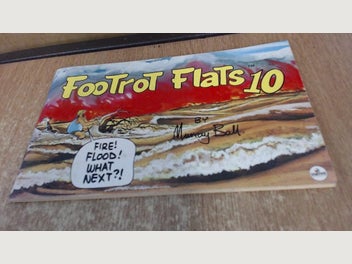 FOOTROT FLATS 10
BY
Murray Ball
FIRE!
FLOOD!
WHAT
NEXT?!